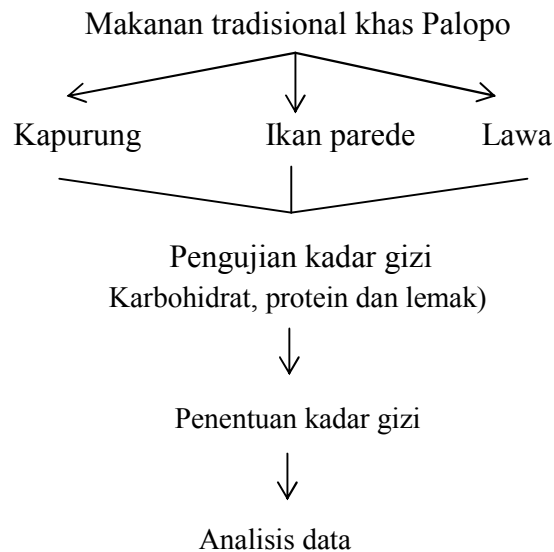 Makanan tradisional khas Palopo
Kapurung Ikan parede Lawa
Pengujian kadar gizi
Karbohidrat, protein dan lemak)
Penentuan kadar gizi
Analisis data